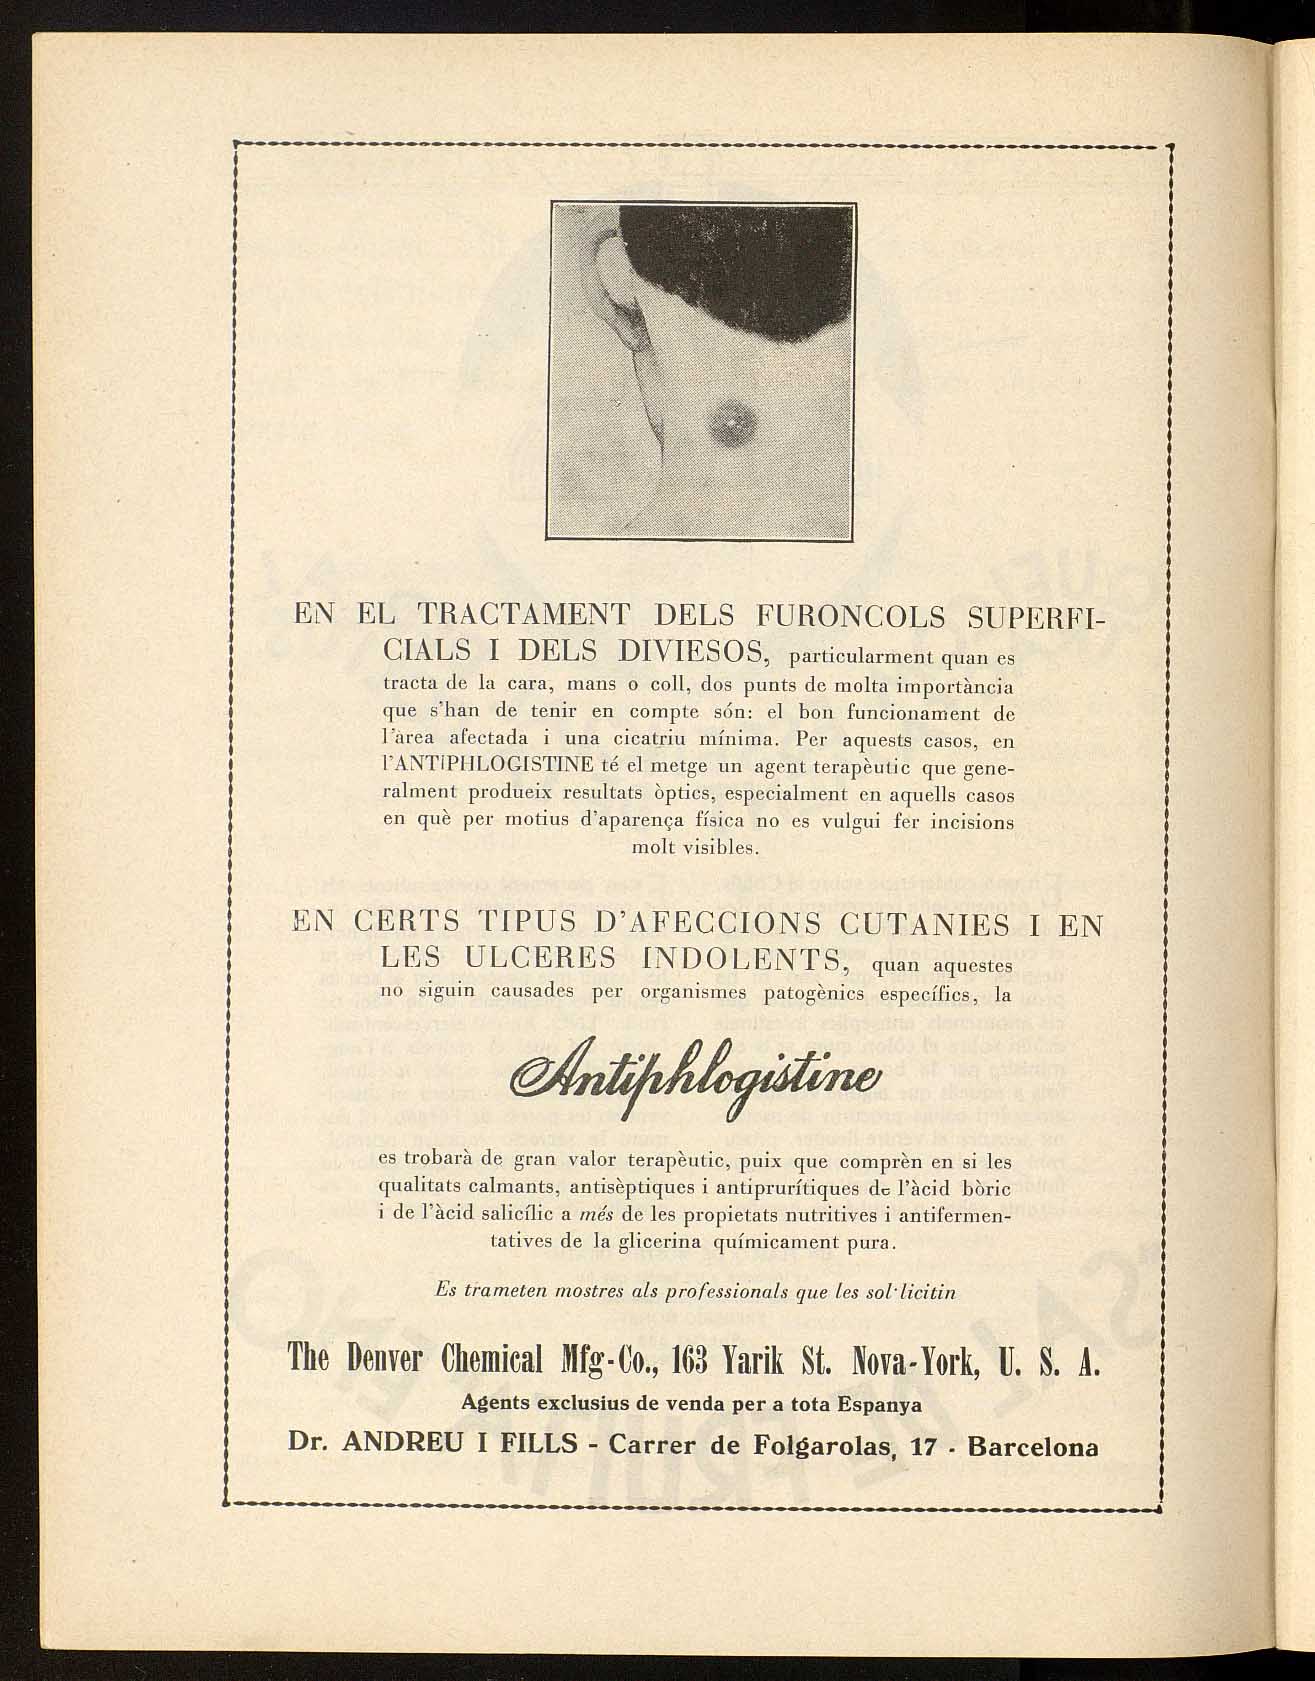 EN EL TRACTAMENT DELS FURONCOLS SUPERFI-
CIALS I DELS DIVIESOS, particularment quan es
tracta de la cara, mans o coll, dos punts de molta importància
que s'han de tenir en compte són: el bon funcionament de
l'àrea afectada i una cicatriu mínima. Per aquests casos, en
l'ANTIPHLOGISTINE té el metge un agent terapèutic que gene-
ralment produeix resultats òptics, especialment en aquells casos
en què per motius d'aparença física no es vulgui fer incisions
molt visibles.
EN CERTS TIPUS D'AFECCIONS CUTANIES I EN
LES ULCERES INDOLENTS, quan aquestes
no siguin causades per organismes patogènics específics, la
Antiphlogistine
es trobarà de gran valor terapèutic, puix que comprèn en si les
qualitats calmants, antisèptiques i antiprurítiques de l'àcid bòric
i de l'àcid salicílic a més de les propietats nutritives i antifermen-
tatives de la glicerina químicament pura.
Es trameten mostres als professionals que les sol·licitin
The Denver Chemical Mfg-Co., 163 Yarik St. Nova-York, U. S. A.
Agents exclusius de venda per a tota Espanya
Dr. ANDREU I FILLS - Carrer de Folgarolas, 17 - Barcelona